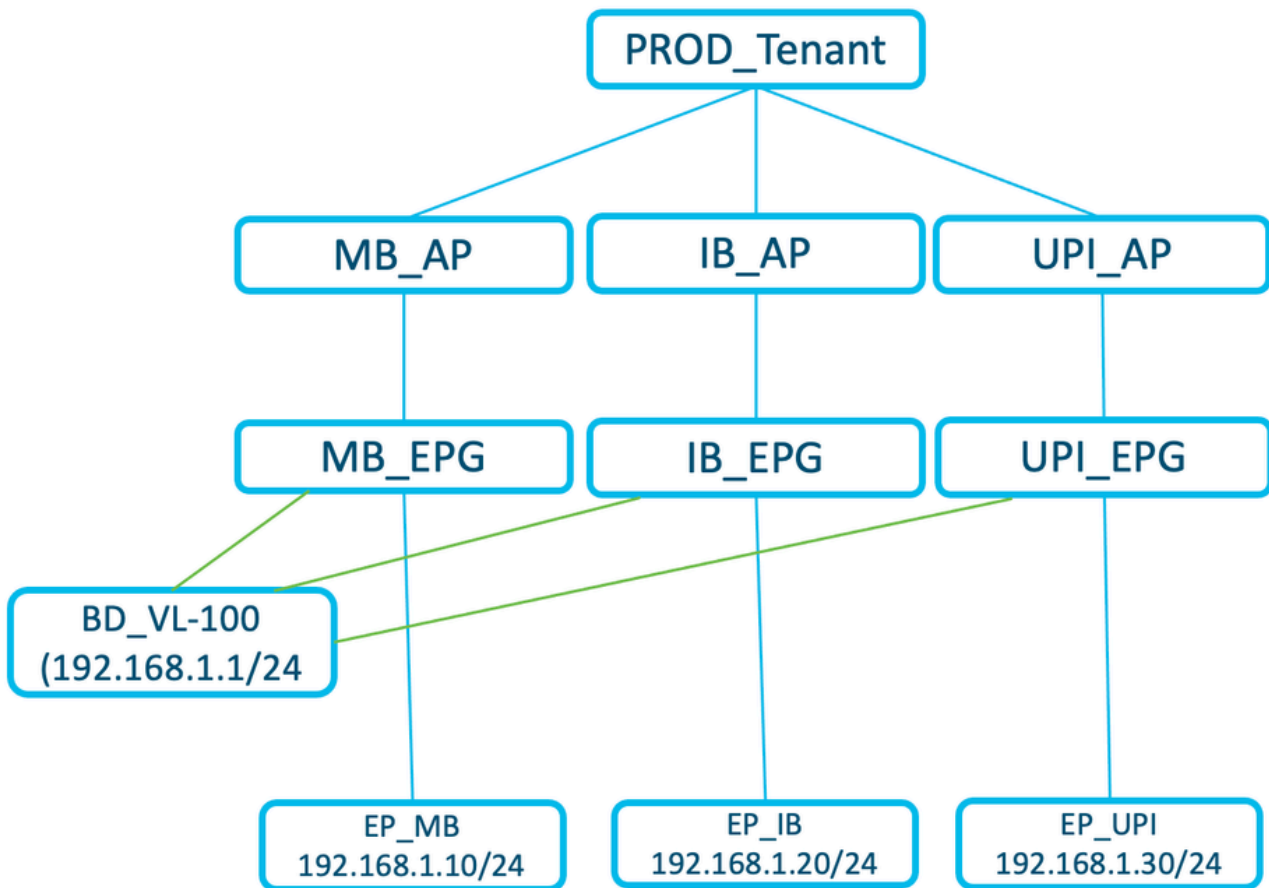 PROD_Tenant
MB_AP
IB_AP
UPI_AP
MB_EPG
IB_EPG
UPI_EPG
BD_VL-100
(192.168.1.1/24
EP_MB
192.168.1.10/24
EP_IB
192.168.1.20/24
EP_UPI
192.168.1.30/24